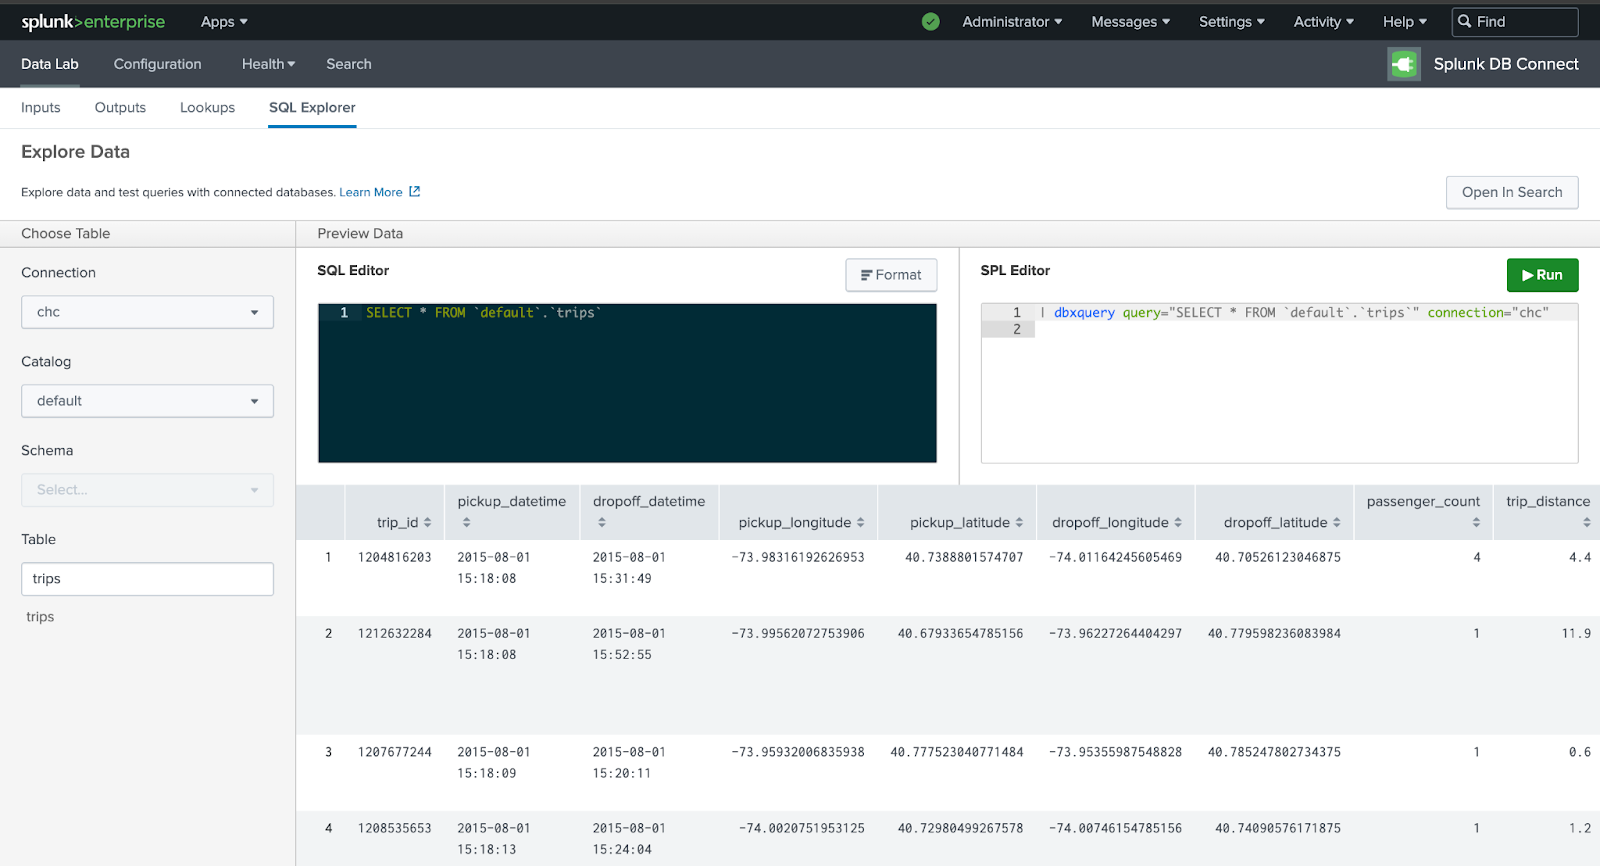 splunk>enterprise Apps Administrator Messages Settings Activity Help Find
Data Lab Configuration Health Search Splunk DB Connect
Inputs Outputs Lookups SQL Explorer
Explore Data
Explore data and test queries with connected databases. Learn More
Open In Search
Choose Table
Preview Data
Connection
chc
Catalog
default
Schema
Select...
Table
trips
trips
SQL Editor
Format
1 SELECT * FROM `default`.`trips`
SPL Editor
Run
1 | dbxquery query="SELECT * FROM `default`.`trips`" connection="chc"
2
trip_id pickup_datetime dropoff_datetime pickup_longitude pickup_latitude dropoff_longitude dropoff_latitude passenger_count trip_distance
1 1204816203 2015-08-01 2015-08-01 -73.98316192626953 40.7388801574707 -74.01164245605469 40.70526123046875 4 4.4
15:18:08 15:31:49
2 1212632284 2015-08-01 2015-08-01 -73.99562072753906 40.67933654785156 -73.96227264404297 40.779598236083984 1 11.9
15:18:08 15:52:55
3 1207677244 2015-08-01 2015-08-01 -73.95932006835938 40.777523040771484 -73.95355987548828 40.785247802734375 1 0.6
15:18:09 15:20:11
4 1208535653 2015-08-01 2015-08-01 -74.0020751953125 40.72980499267578 -74.00746154785156 40.74090576171875 1 1.2
15:18:13 15:24:04